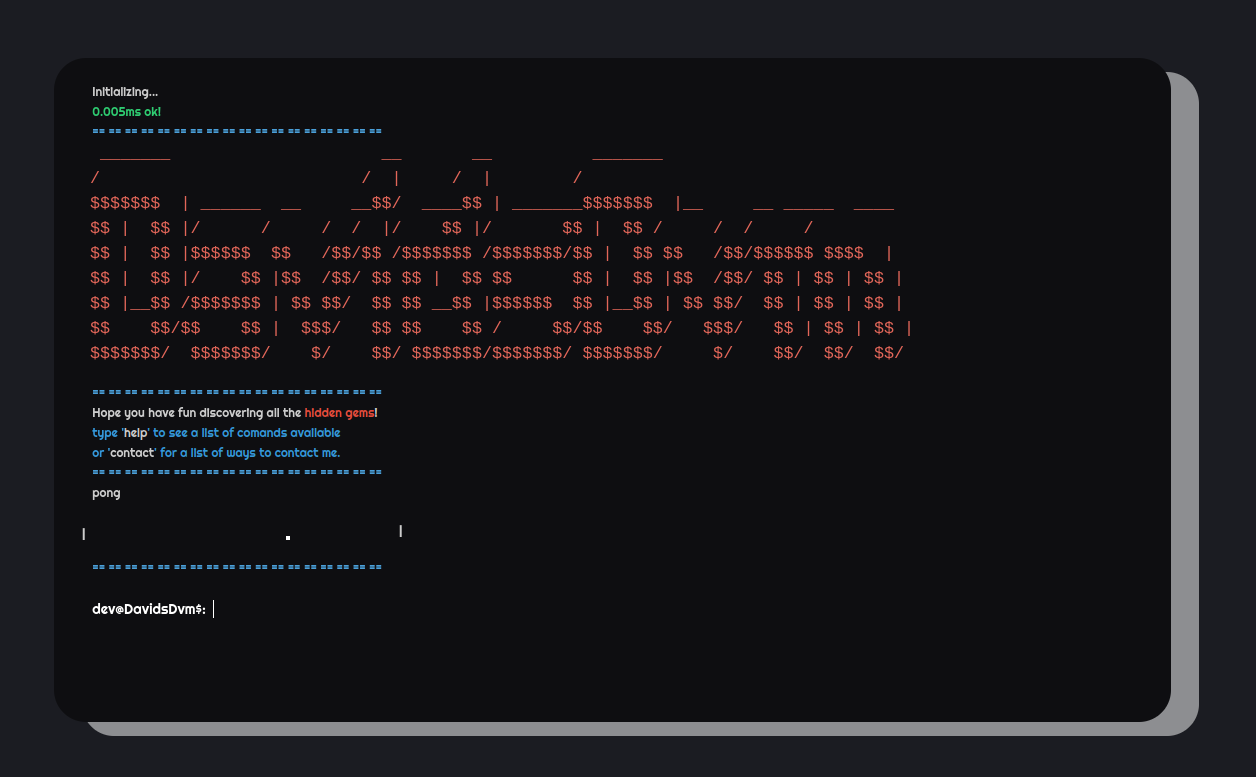 Initializing...
0.005ms ok!
== == == == == == == == == == == == == == == == == ==
 _______                     __       __          _______
/                          /  |     /  |        /
$$$$$$$  | ______  __     __$$/  ____$$ | _______$$$$$$$  |__     __ _____  ____
$$ |  $$ |/      /     /  /  |/    $$ |/       $$ |  $$ /     /  /     /
$$ |  $$ |$$$$$$  $$   /$$/$$ /$$$$$$$ /$$$$$$$/$$ |  $$ $$   /$$/$$$$$$ $$$$  |
$$ |  $$ |/    $$ |$$  /$$/ $$ $$ |  $$ $$      $$ |  $$ |$$  /$$/ $$ | $$ | $$ |
$$ |__$$ /$$$$$$$ | $$ $$/  $$ $$ __$$ |$$$$$$  $$ |__$$ | $$ $$/  $$ | $$ | $$ |
$$    $$/$$    $$ |  $$$/   $$ $$    $$ /     $$/$$    $$/   $$$/   $$ | $$ | $$ |
$$$$$$$/  $$$$$$$/    $/    $$/ $$$$$$$/$$$$$$$/ $$$$$$$/     $/    $$/  $$/  $$/
== == == == == == == == == == == == == == == == == ==
Hope you have fun discovering all the hidden gems!
type 'help' to see a list of comands available
or 'contact' for a list of ways to contact me.
== == == == == == == == == == == == == == == == == ==
pong
== == == == == == == == == == == == == == == == == ==
dev@DavidsDvm$: